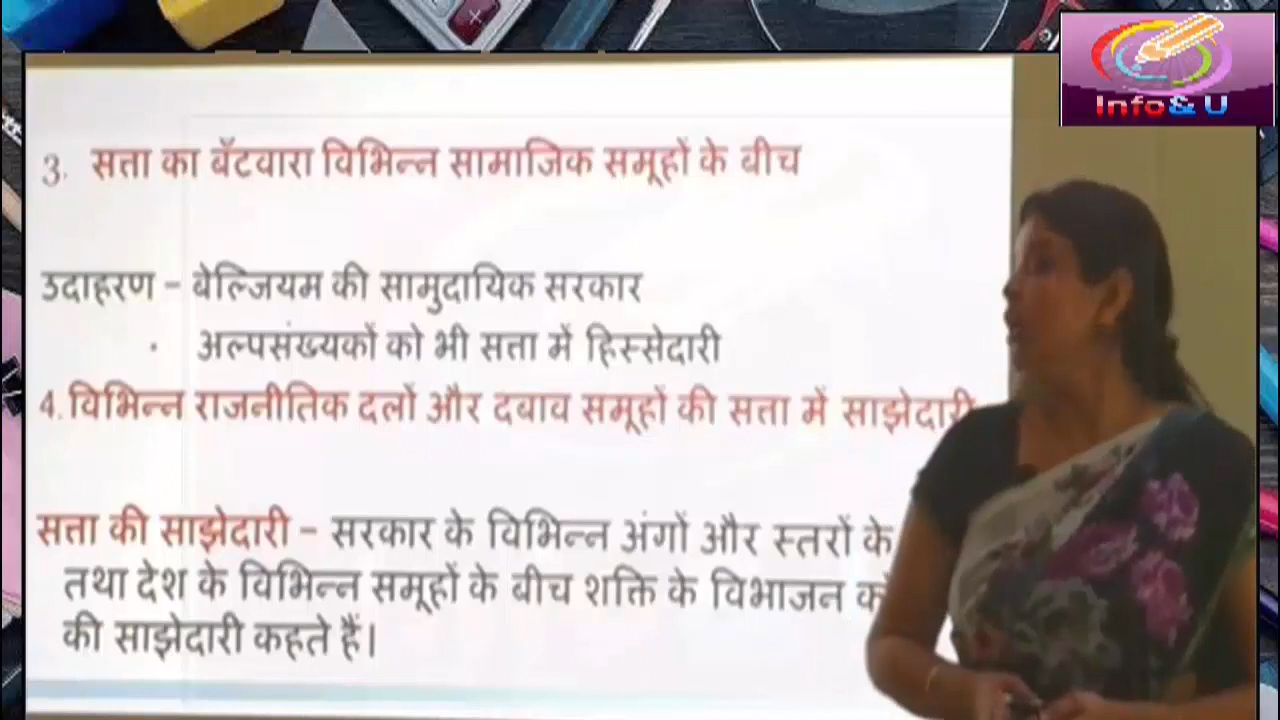 Info& U
3. सत्ता का बँटवारा विभिन्न सामाजिक समूहों के बीच
उदाहरण – बेल्जियम की सामुदायिक सरकार
· अल्पसंख्यकों को भी सत्ता में हिस्सेदारी
4. विभिन्न राजनीतिक दलों और दबाव समूहों की सत्ता में साझेदारी
सत्ता की साझेदारी – सरकार के विभिन्न अंगों और स्तरों के
तथा देश के विभिन्न समूहों के बीच शक्ति के विभाजन
की साझेदारी कहते हैं।